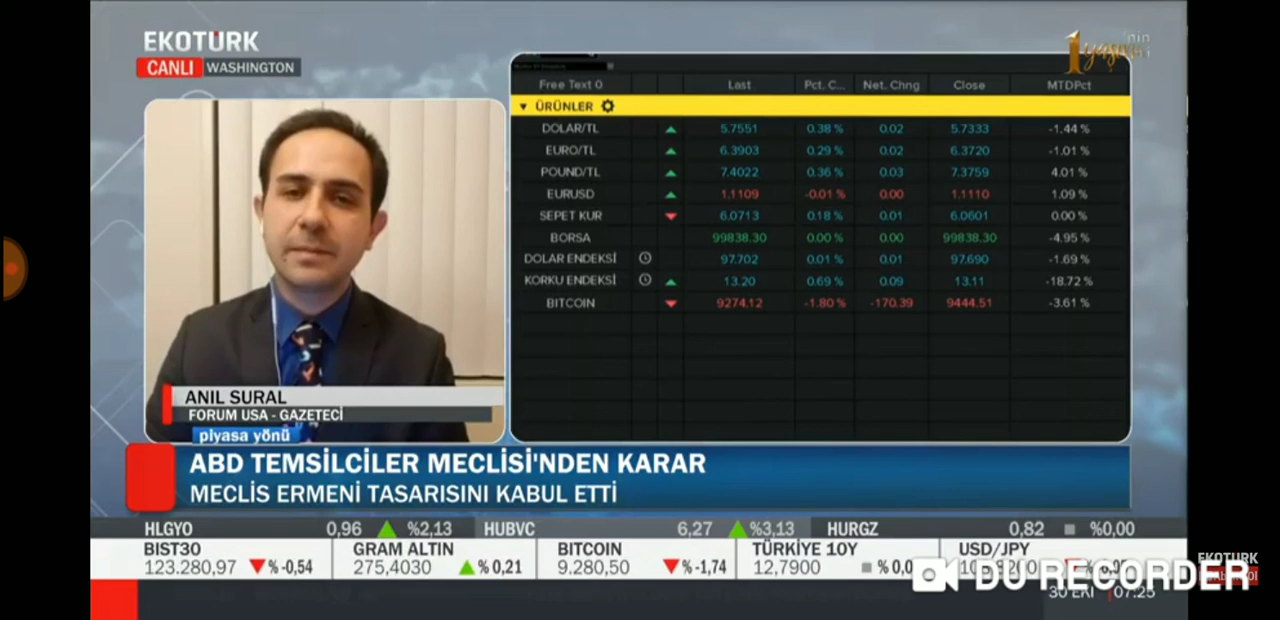 EKOTÜRK
CANLI WASHINGTON
1 yaşına 'nin
Free Text 0 Last Pct. C... Net. Chng Close MTDPct
▼ ÜRÜNLER
DOLAR/TL 5.7551 0.38 % 0.02 5.7333 -1.44 %
EURO/TL 6.3903 0.29 % 0.02 6.3720 -1.01 %
POUND/TL 7.4022 0.36 % 0.03 7.3759 4.01 %
EURUSD 1.1109 -0.01 % 0.00 1.1110 1.09 %
SEPET KUR 6.0713 0.18 % 0.01 6.0601 0.00 %
BORSA 99838.30 0.00 % 0.00 99838.30 -4.95 %
DOLAR ENDEKSİ 97.702 0.01 % 0.01 97.690 -1.69 %
KORKU ENDEKSİ 13.20 0.69 % 0.09 13.11 -18.72 %
BITCOIN 9274.12 -1.80 % -170.39 9444.51 -3.61 %
ANIL SURAL
FORUM USA - GAZETECİ
piyasa yönü
ABD TEMSİLCİLER MECLİSİ'NDEN KARAR
MECLİS ERMENİ TASARISINI KABUL ETTİ
HLGYO 0,96 %2,13 HUBVC 6,27 %3,13 HURGZ 0,82 %0,00
BIST30 GRAM ALTIN BITCOIN TÜRKİYE 10Y USD/JPY
123.280,97 % -0,54 275,4030 % 0,21 9.280,50 % -1,74 12,7900
EKOTÜRK
DU RECORDER
30 EKİ 07:25